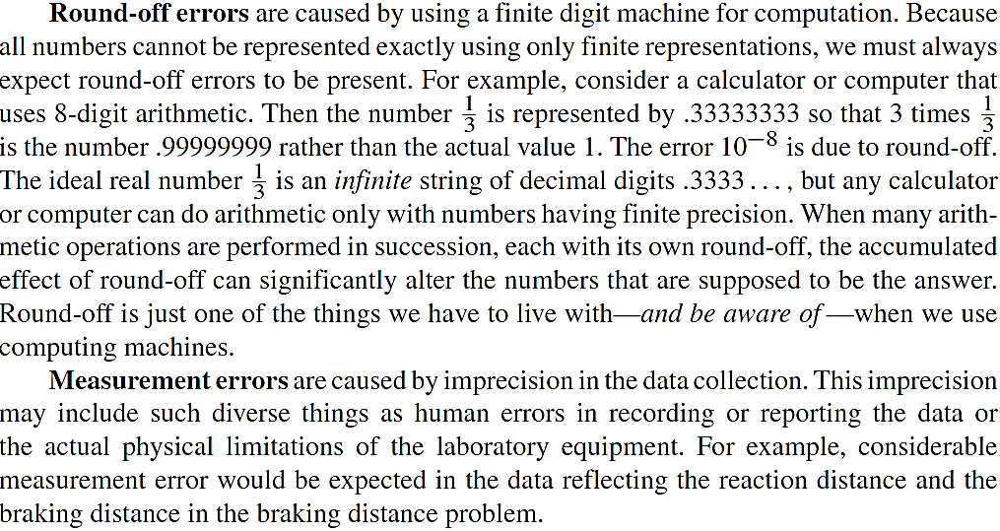 Round-off errors are caused by using a finite digit machine for computation. Because
all numbers cannot be represented exactly using only finite representations, we must always
expect round-off errors to be present. For example, consider a calculator or computer that
uses 8-digit arithmetic. Then the number 1/3 is represented by .33333333 so that 3 times 1/3
is the number .99999999 rather than the actual value 1. The error 10⁻⁸ is due to round-off.
The ideal real number 1/3 is an infinite string of decimal digits .3333 . . . , but any calculator
or computer can do arithmetic only with numbers having finite precision. When many arith-
metic operations are performed in succession, each with its own round-off, the accumulated
effect of round-off can significantly alter the numbers that are supposed to be the answer.
Round-off is just one of the things we have to live with—and be aware of—when we use
computing machines.
Measurement errors are caused by imprecision in the data collection. This imprecision
may include such diverse things as human errors in recording or reporting the data or
the actual physical limitations of the laboratory equipment. For example, considerable
measurement error would be expected in the data reflecting the reaction distance and the
braking distance in the braking distance problem.